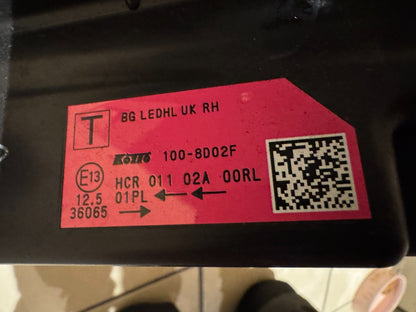 BG LEDHL UK RH
T
KOITO 100-8D02F
E13 HCR 011 02A 00RL
12.5 01PL
36065